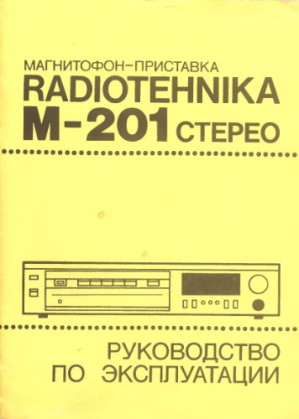 МАГНИТОФОН-ПРИСТАВКА
RADIOTEHNIKA
М-201 СТЕРЕО
РУКОВОДСТВО
ПО ЭКСПЛУАТАЦИИ